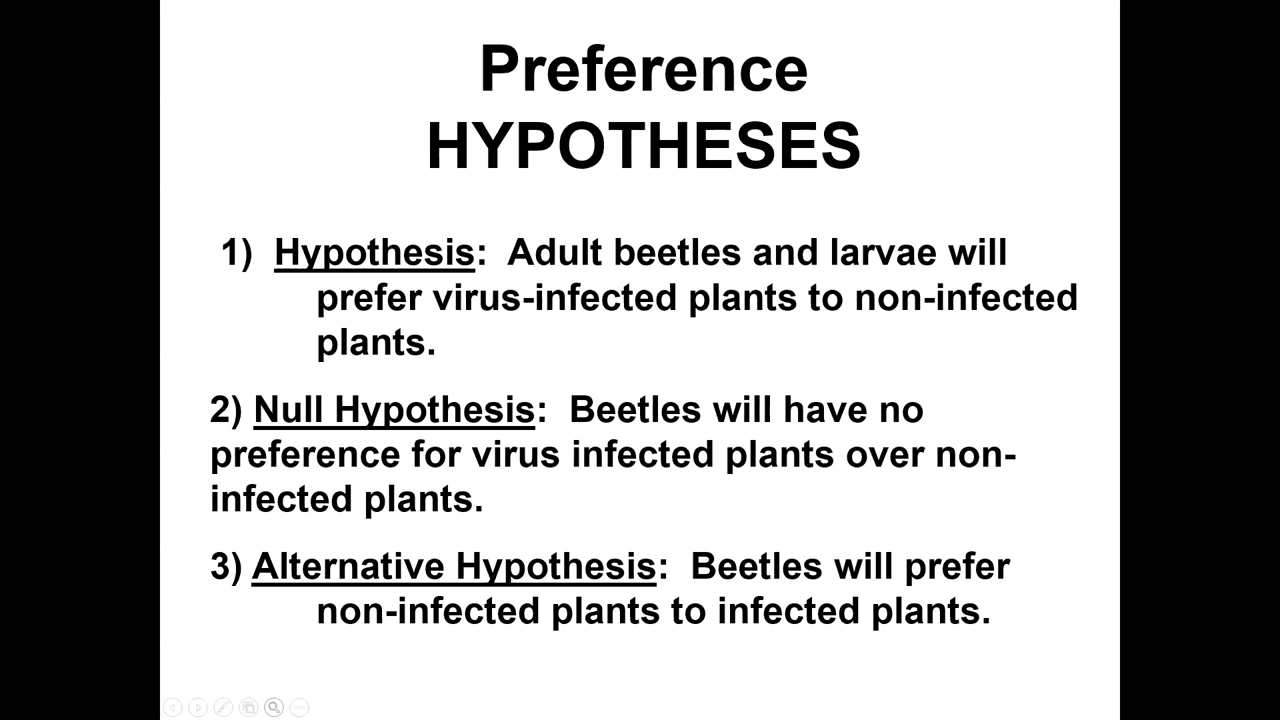 Preference
HYPOTHESES
1) Hypothesis: Adult beetles and larvae will
prefer virus-infected plants to non-infected
plants.
2) Null Hypothesis: Beetles will have no
preference for virus infected plants over non-
infected plants.
3) Alternative Hypothesis: Beetles will prefer
non-infected plants to infected plants.